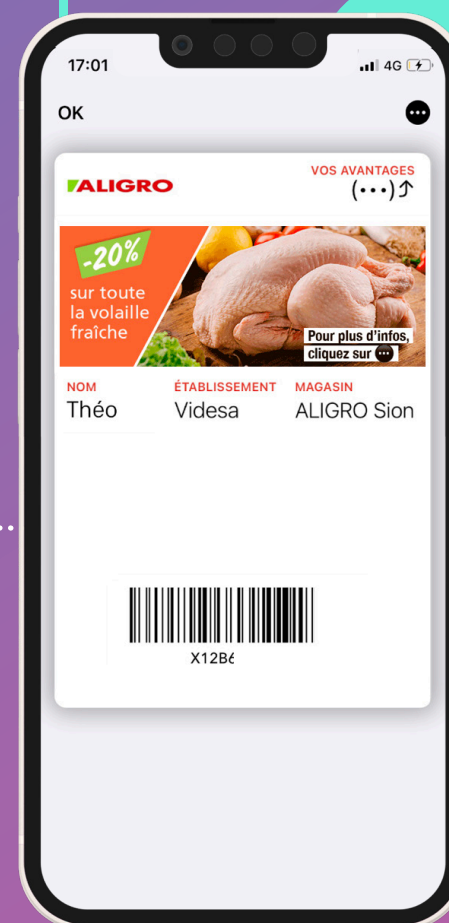 17:01
4G
OK
ALIGRO
VOS AVANTAGES
(···)↑
-20%
sur toute
la volaille
fraîche
Pour plus d'infos,
cliquez sur
NOM
ÉTABLISSEMENT
MAGASIN
Théo
Videsa
ALIGRO Sion
X12B6